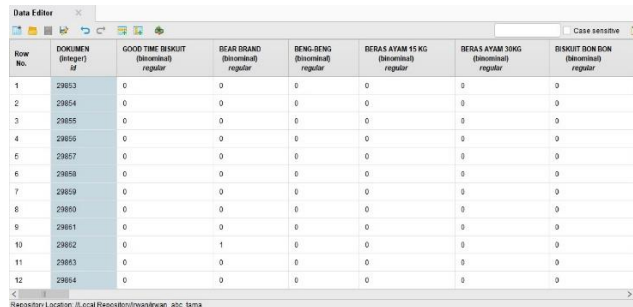 Data Editor
Case sensitive
Row No. DOKUMEN (integer) id GOOD TIME BISKUIT (binominal) regular BEAR BRAND (binominal) regular BENG-BENG (binominal) regular BERAS AYAM 15 KG (binominal) regular BERAS AYAM 30KG (binominal) regular BISKUIT BON BON (binominal) regular
1 29853 0 0 0 0 0 0
2 29854 0 0 0 0 0 0
3 29855 0 0 0 0 0 0
4 29856 0 0 0 0 0 0
5 29857 0 0 0 0 0 0
6 29858 0 0 0 0 0 0
7 29859 0 0 0 0 0 0
8 29860 0 0 0 0 0 0
9 29861 0 0 0 0 0 0
10 29862 0 1 0 0 0 0
11 29863 0 0 0 0 0 0
12 29864 0 0 0 0 0 0
Repository Location: //Local Repository/irwan/irwan_abc_tama